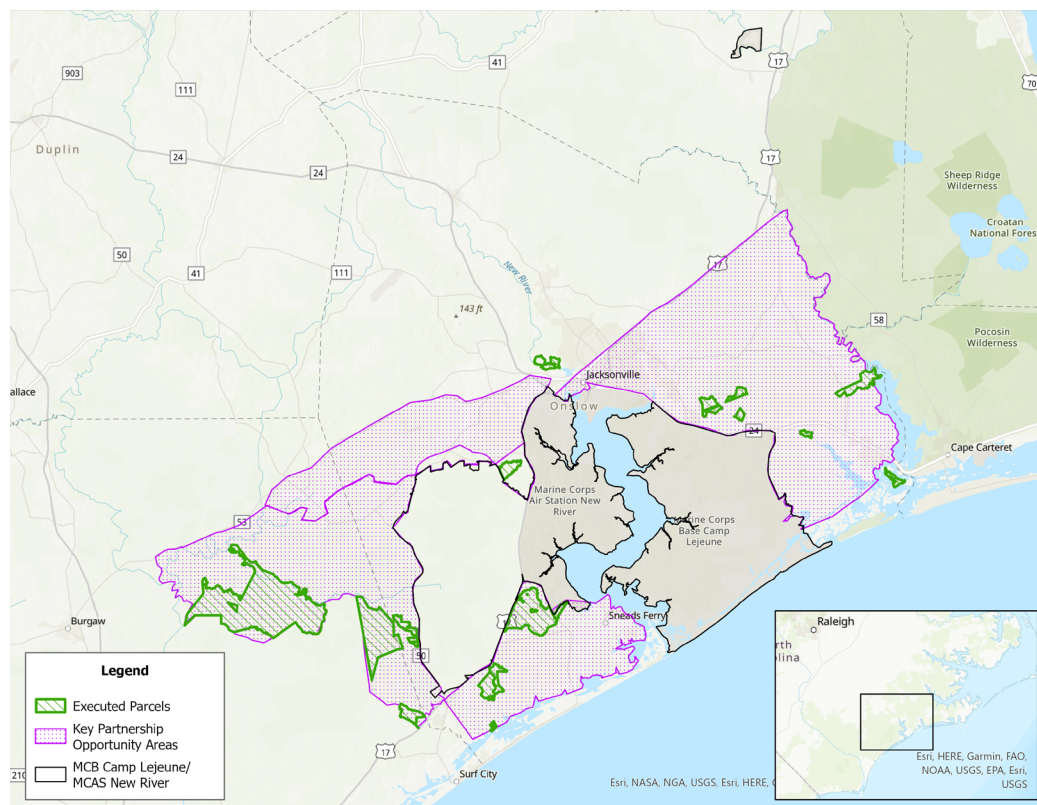 41
17
903
70
111
Duplin
24
17
24
Sheep Ridge
Wilderness
Croatan
National Fores
50
41
111
New River
17
143 ft
58
Pocosin
Wilderness
Jacksonville
allace
Onslow
24
Cape Carteret
Marine Corps
Air Station New
River
Marine Corps
Base Camp
Lejeune
53
Burgaw
Sneads Ferry
50
17
210
Surf City
Legend
Executed Parcels
Key Partnership
Opportunity Areas
MCB Camp Lejeune/
MCAS New River
Raleigh
rth
olina
Esri, NASA, NGA, USGS, Esri, HERE,
Esri, HERE, Garmin, FAO,
NOAA, USGS, EPA, Esri,
USGS